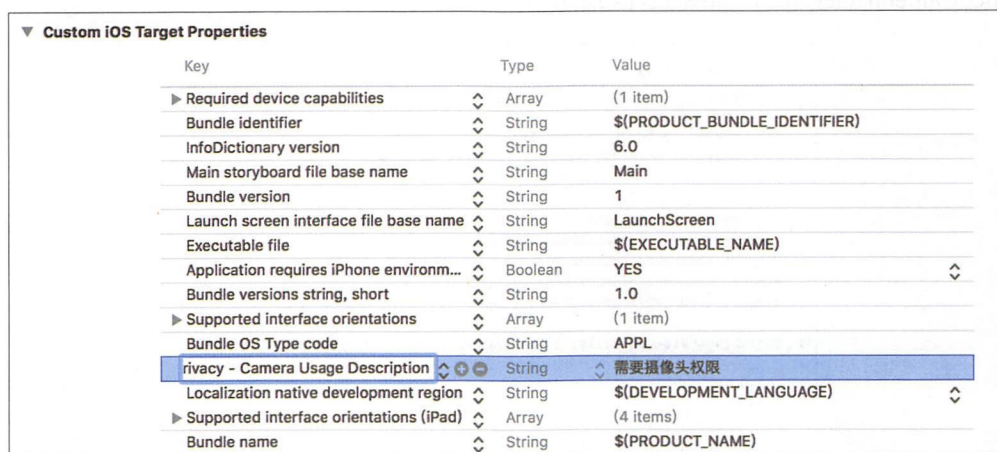 Custom iOS Target Properties
Key Type Value
Required device capabilities Array (1 item)
Bundle identifier String $(PRODUCT_BUNDLE_IDENTIFIER)
InfoDictionary version String 6.0
Main storyboard file base name String Main
Bundle version String 1
Launch screen interface file base name String LaunchScreen
Executable file String $(EXECUTABLE_NAME)
Application requires iPhone environm... Boolean YES
Bundle versions string, short String 1.0
Supported interface orientations Array (1 item)
Bundle OS Type code String APPL
rivacy - Camera Usage Description String 需要摄像头权限
Localization native development region String $(DEVELOPMENT_LANGUAGE)
Supported interface orientations (iPad) Array (4 items)
Bundle name String $(PRODUCT_NAME)